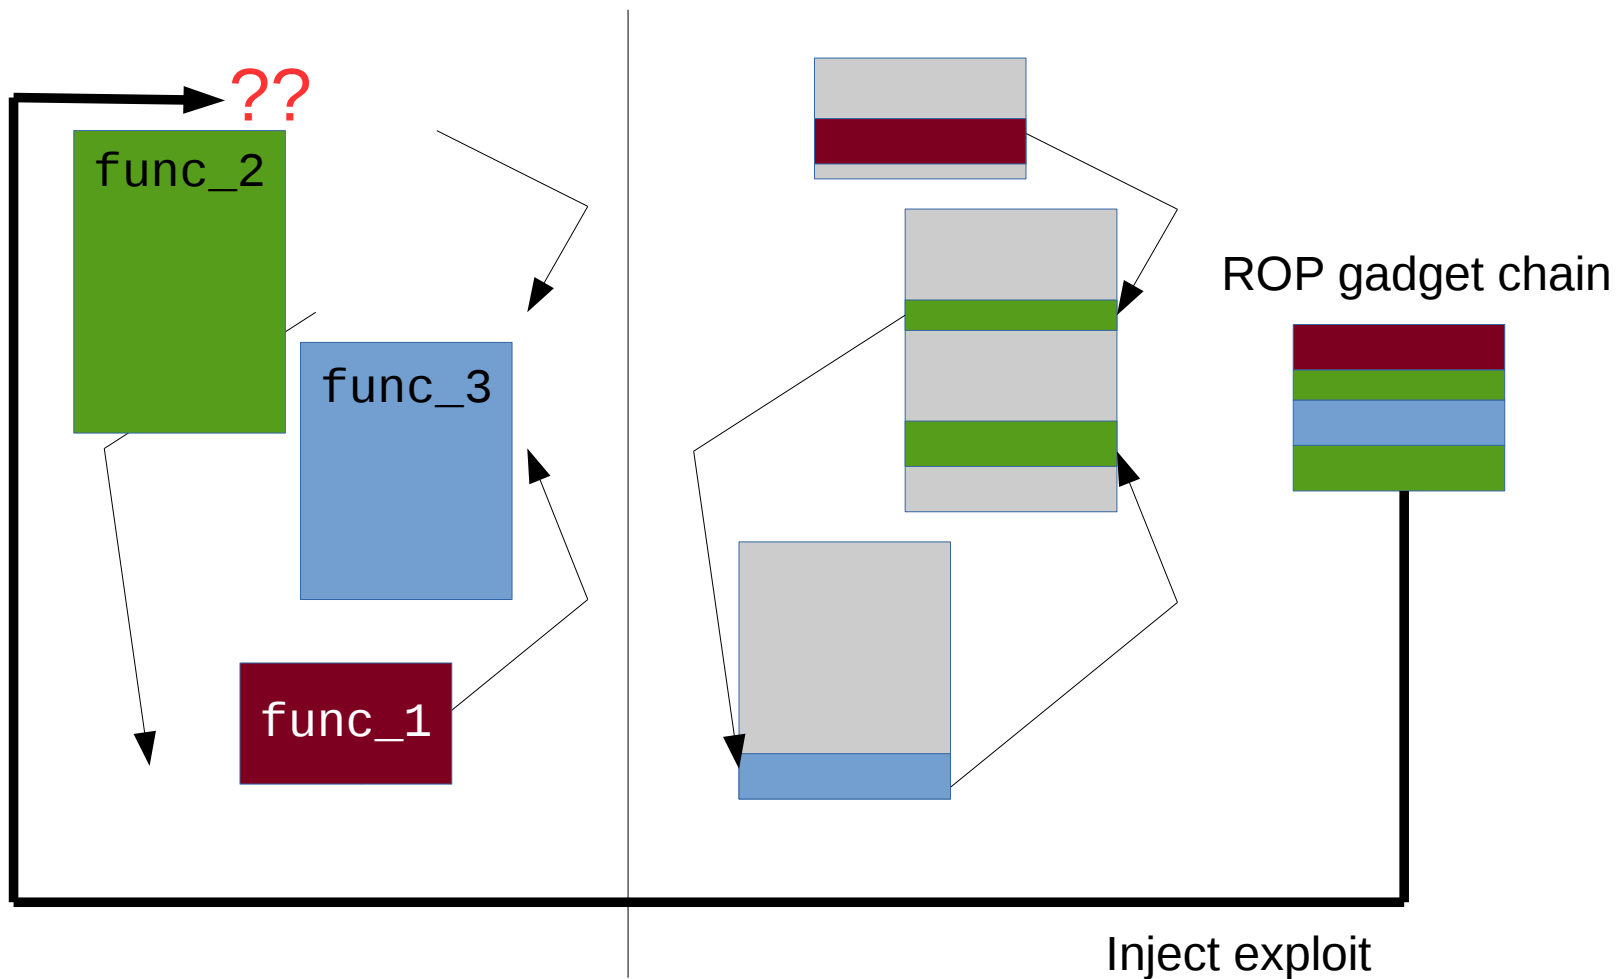 ??
func_2
func_3
func_1
ROP gadget chain
Inject exploit